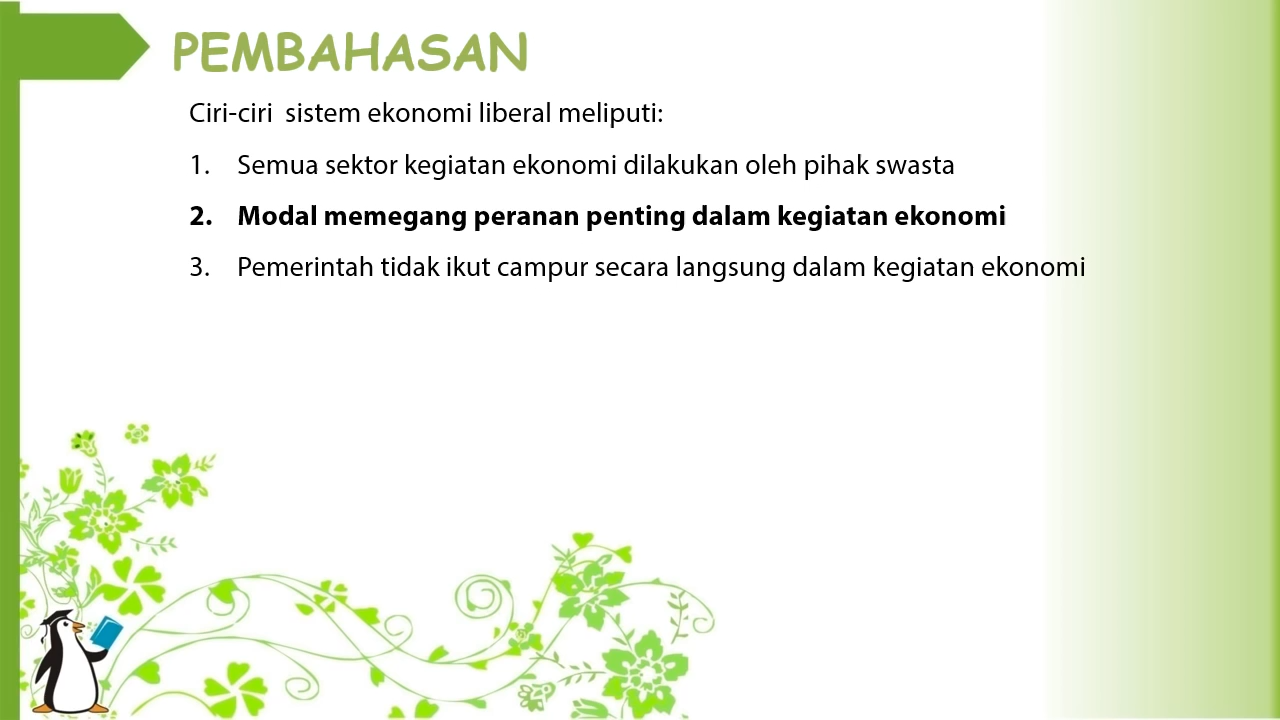 PEMBAHASAN
Ciri-ciri  sistem ekonomi liberal meliputi:
1. Semua sektor kegiatan ekonomi dilakukan oleh pihak swasta
2. Modal memegang peranan penting dalam kegiatan ekonomi
3. Pemerintah tidak ikut campur secara langsung dalam kegiatan ekonomi